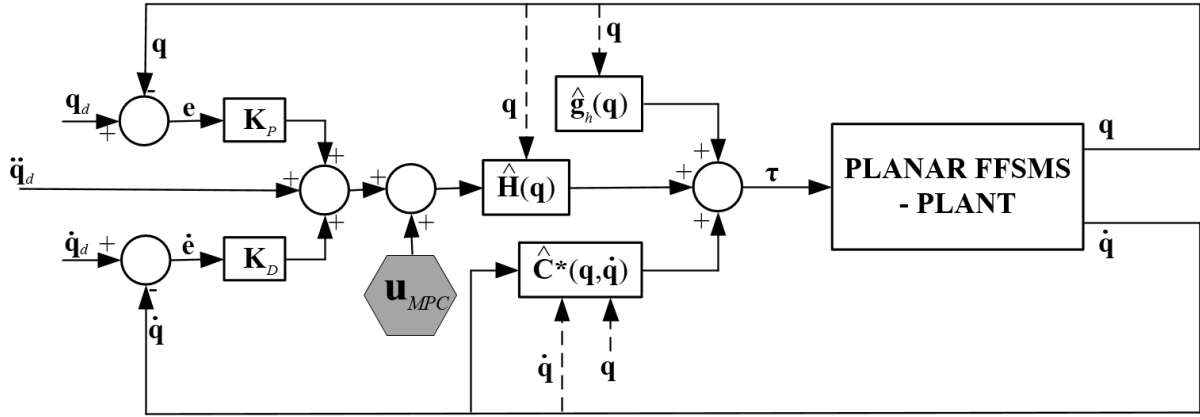 q
q
q
-
q_d
+
e
K_P
ĝ_h(q)
+
+
q̈_d
+
+
+
+
Ĥ(q)
+
+
τ
PLANAR FFSMS
- PLANT
q
q̇
q̇_d
+
ė
K_D
+
-
u_MPC
Ĉ*(q,q̇)
q̇
q̇
q